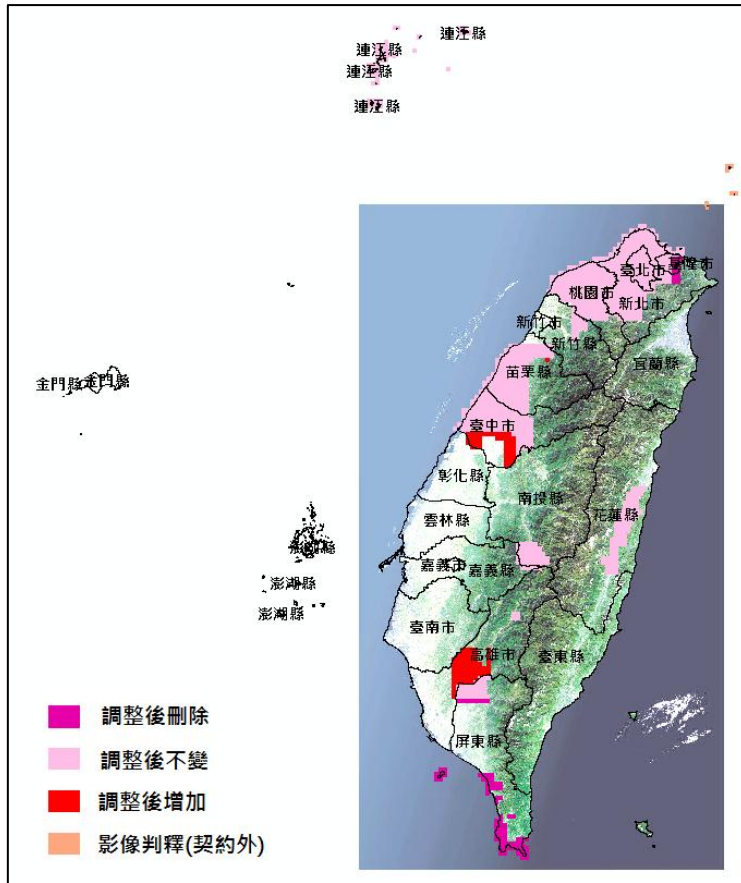 連江縣
連江縣
連江縣
連江縣
基隆市
臺北市
桃園市
新北市
新竹市
新竹縣
宜蘭縣
苗栗縣
金門縣
金門縣
臺中市
彰化縣
南投縣
雲林縣
花蓮縣
澎湖縣
嘉義市
嘉義縣
澎湖縣
澎湖縣
臺南市
高雄市
臺東縣
屏東縣
調整後刪除
調整後不變
調整後增加
影像判釋(契約外)